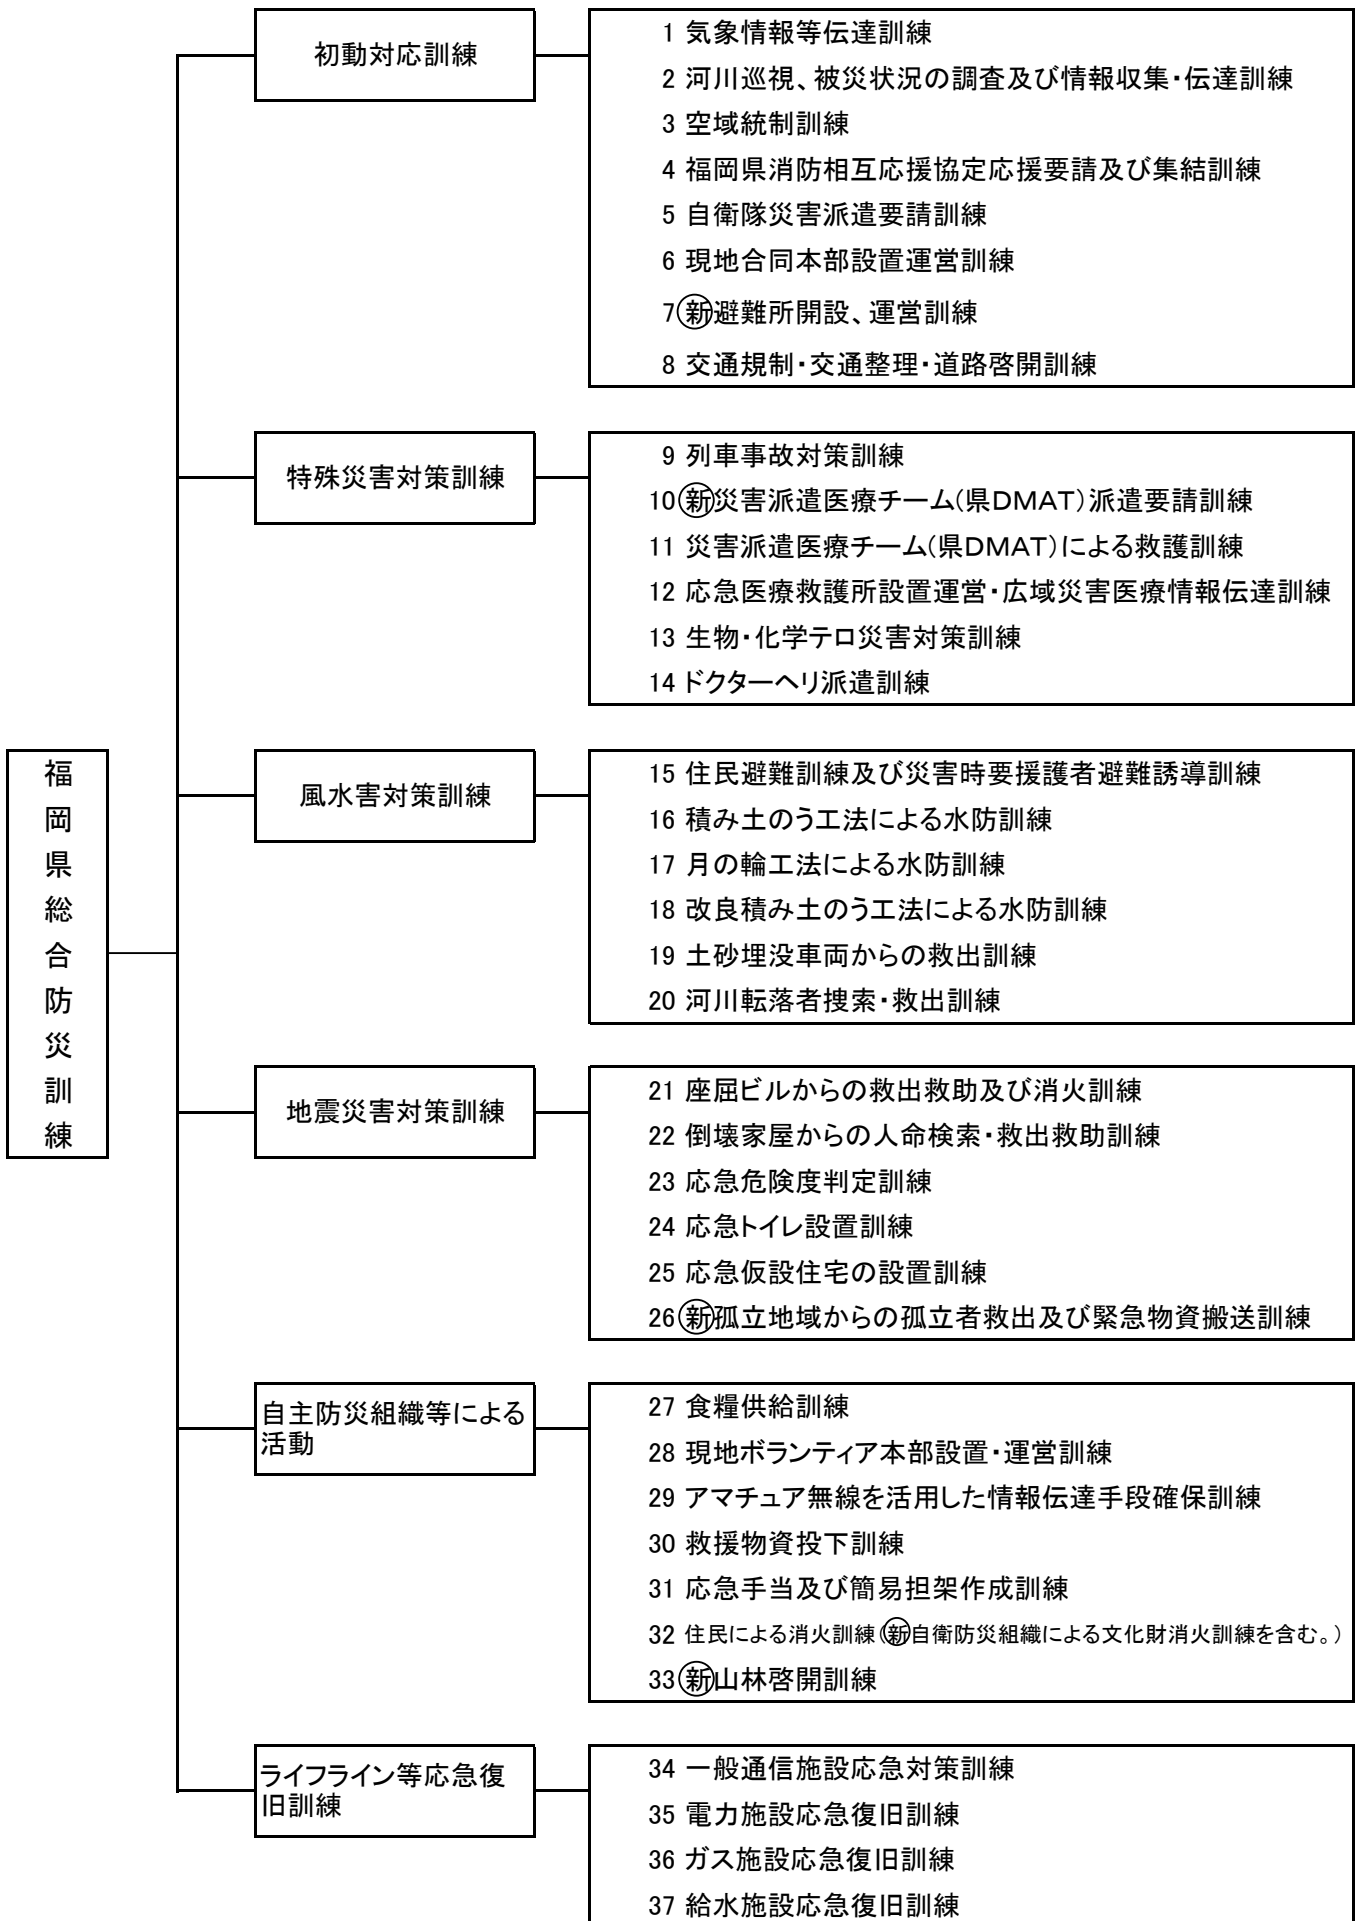 福岡県総合防災訓練
初動対応訓練
1 気象情報等伝達訓練
2 河川巡視、被災状況の調査及び情報収集・伝達訓練
3 空域統制訓練
4 福岡県消防相互応援協定応援要請及び集結訓練
5 自衛隊災害派遣要請訓練
6 現地合同本部設置運営訓練
7 新避難所開設、運営訓練
8 交通規制・交通整理・道路啓開訓練
特殊災害対策訓練
9 列車事故対策訓練
10 新災害派遣医療チーム(県DMAT)派遣要請訓練
11 災害派遣医療チーム(県DMAT)による救護訓練
12 応急医療救護所設置運営・広域災害医療情報伝達訓練
13 生物・化学テロ災害対策訓練
14 ドクターヘリ派遣訓練
風水害対策訓練
15 住民避難訓練及び災害時要援護者避難誘導訓練
16 積み土のう工法による水防訓練
17 月の輪工法による水防訓練
18 改良積み土のう工法による水防訓練
19 土砂埋没車両からの救出訓練
20 河川転落者捜索・救出訓練
地震災害対策訓練
21 座屈ビルからの救出救助及び消火訓練
22 倒壊家屋からの人命検索・救出救助訓練
23 応急危険度判定訓練
24 応急トイレ設置訓練
25 応急仮設住宅の設置訓練
26 新孤立地域からの孤立者救出及び緊急物資搬送訓練
自主防災組織等による
活動
27 食糧供給訓練
28 現地ボランティア本部設置・運営訓練
29 アマチュア無線を活用した情報伝達手段確保訓練
30 救援物資投下訓練
31 応急手当及び簡易担架作成訓練
32 住民による消火訓練(新自衛防災組織による文化財消火訓練を含む。)
33 新山林啓開訓練
ライフライン等応急復
旧訓練
34 一般通信施設応急対策訓練
35 電力施設応急復旧訓練
36 ガス施設応急復旧訓練
37 給水施設応急復旧訓練